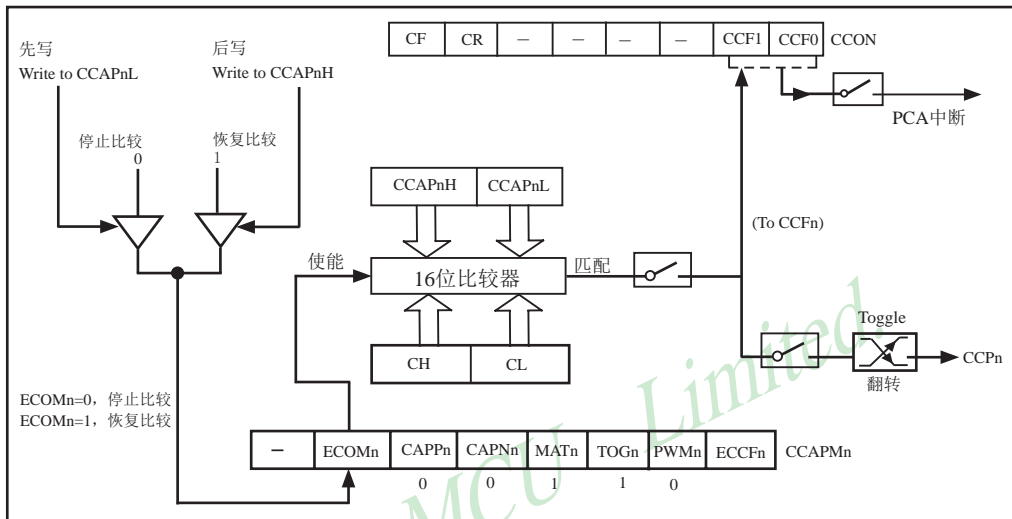 CF CR － － － － CCF1 CCF0 CCON
先写
Write to CCAPnL
后写
Write to CCAPnH
PCA中断
停止比较
0
恢复比较
1
CCAPnH CCAPnL
(To CCFn)
使能
16位比较器
匹配
Toggle
CH CL
CCPn
翻转
ECOMn=0，停止比较
ECOMn=1，恢复比较
－ ECOMn CAPPn CAPNn MATn TOGn PWMn ECCFn CCAPMn
0 0 1 1 0
MCU Limited.